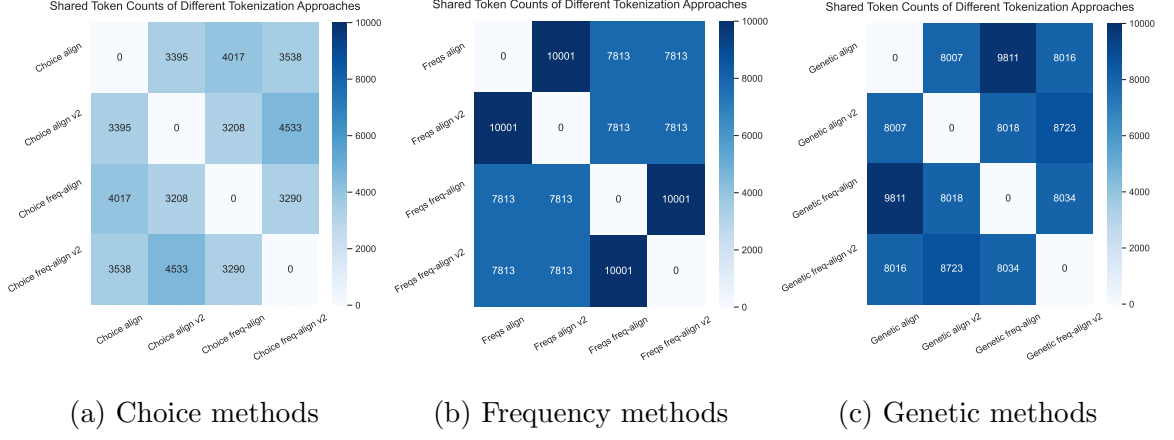 Shared Token Counts of Different Tokenization Approaches
Choice align
Choice align v2
Choice freq-align
Choice freq-align v2
0 3395 4017 3538
3395 0 3208 4533
4017 3208 0 3290
3538 4533 3290 0
Choice align
Choice align v2
Choice freq-align
Choice freq-align v2
10000
8000
6000
4000
2000
0
(a) Choice methods
Shared Token Counts of Different Tokenization Approaches
Freqs align
Freqs align v2
Freqs freq-align
Freqs freq-align v2
0 10001 7813 7813
10001 0 7813 7813
7813 7813 0 10001
7813 7813 10001 0
Freqs align
Freqs align v2
Freqs freq-align
Freqs freq-align v2
10000
8000
6000
4000
2000
0
(b) Frequency methods
Shared Token Counts of Different Tokenization Approaches
Genetic align
Genetic align v2
Genetic freq-align
Genetic freq-align v2
0 8007 9811 8016
8007 0 8018 8723
9811 8018 0 8034
8016 8723 8034 0
Genetic align
Genetic align v2
Genetic freq-align
Genetic freq-align v2
10000
8000
6000
4000
2000
0
(c) Genetic methods